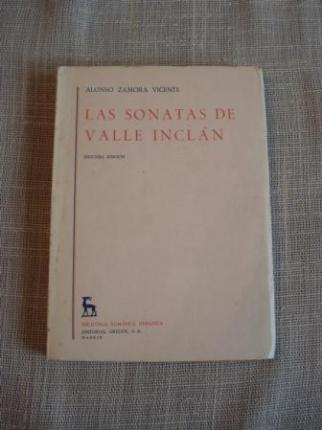 ALONSO ZAMORA VICENTE
LAS SONATAS DE
VALLE INCLÁN
SEGUNDA EDICIÓN
BIBLIOTECA ROMÁNICA HISPÁNICA
EDITORIAL GREDOS, S. A.
MADRID